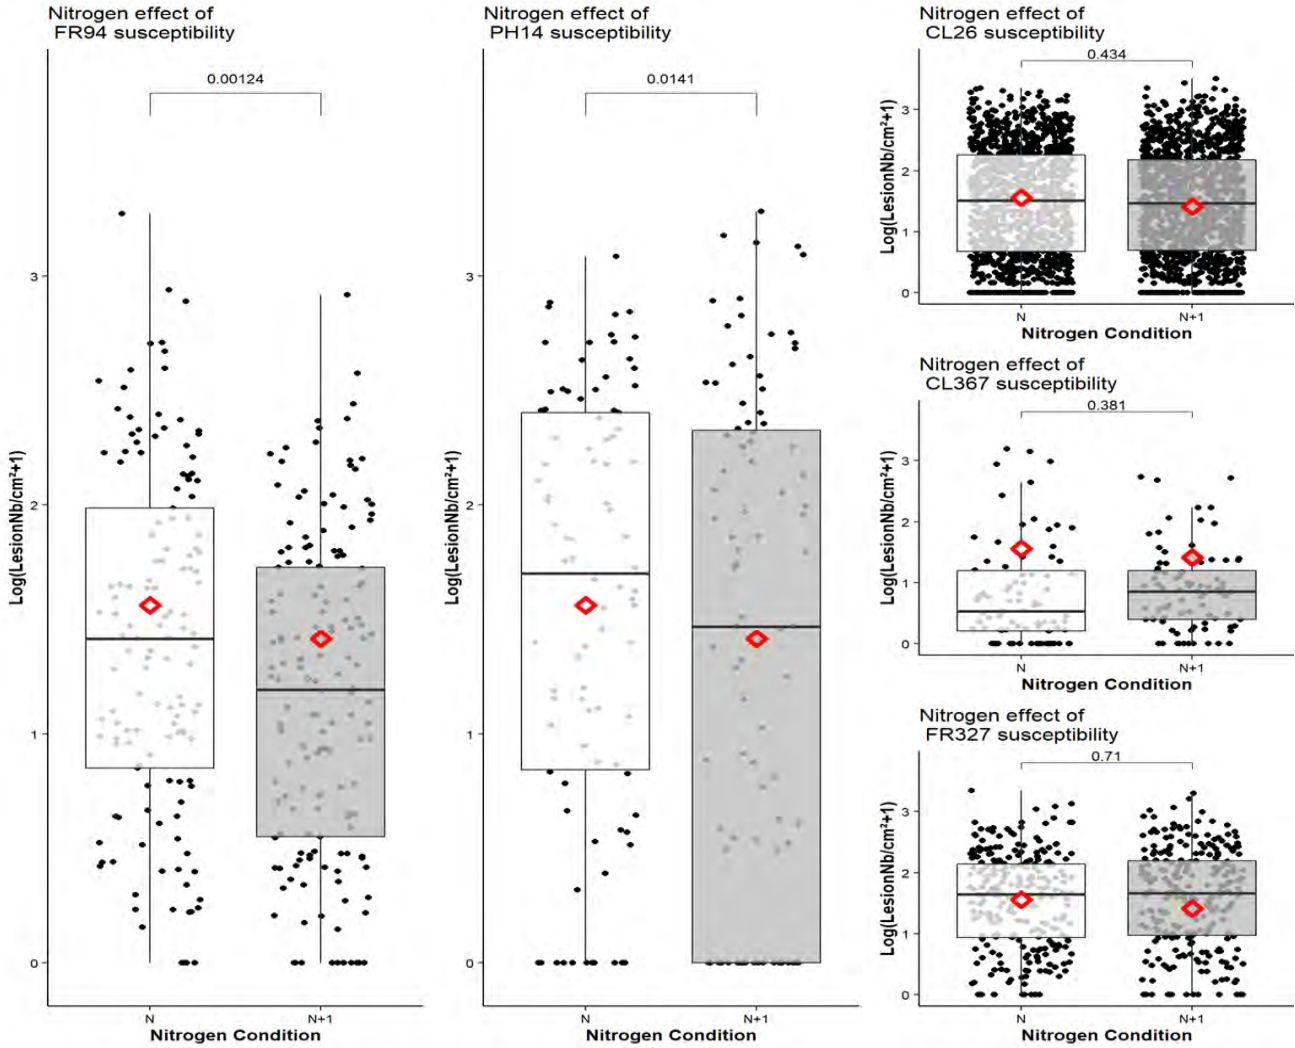 Nitrogen effect of
FR94 susceptibility
0.00124
Log(LesionNb/cm²+1)
3
2
1
0
N
N+1
Nitrogen Condition
Nitrogen effect of
PH14 susceptibility
0.0141
Log(LesionNb/cm²+1)
3
2
1
0
N
N+1
Nitrogen Condition
Nitrogen effect of
CL26 susceptibility
0.434
Log(LesionNb/cm²+1)
3
2
1
0
N
N+1
Nitrogen Condition
Nitrogen effect of
CL367 susceptibility
0.381
Log(LesionNb/cm²+1)
3
2
1
0
N
N+1
Nitrogen Condition
Nitrogen effect of
FR327 susceptibility
0.71
Log(LesionNb/cm²+1)
3
2
1
0
N
N+1
Nitrogen Condition